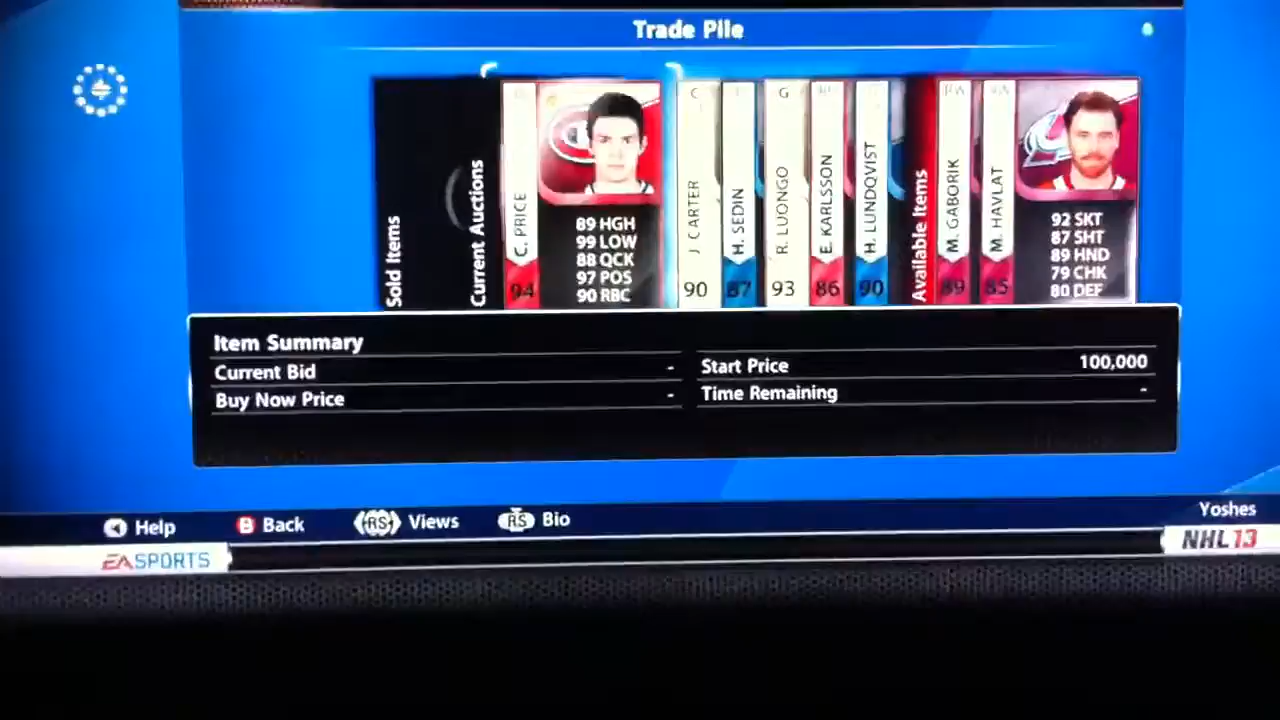 Trade Pile
Sold Items
Current Auctions
C. PRICE
94
89 HGH
99 LOW
88 QCK
97 POS
90 RBC
C
J CARTER
90
H. SEDIN
87
G
R. LUONGO
93
E. KARLSSON
86
H. LUNDQVIST
90
Available Items
RW
M. GABORIK
89
M. HAVLAT
85
92 SKT
87 SHT
89 HND
79 CHK
80 DEF
Item Summary
Current Bid -
Start Price 100,000
Buy Now Price -
Time Remaining -
Help
B Back
RS Views
RS Bio
Yoshes
EA SPORTS
NHL 13